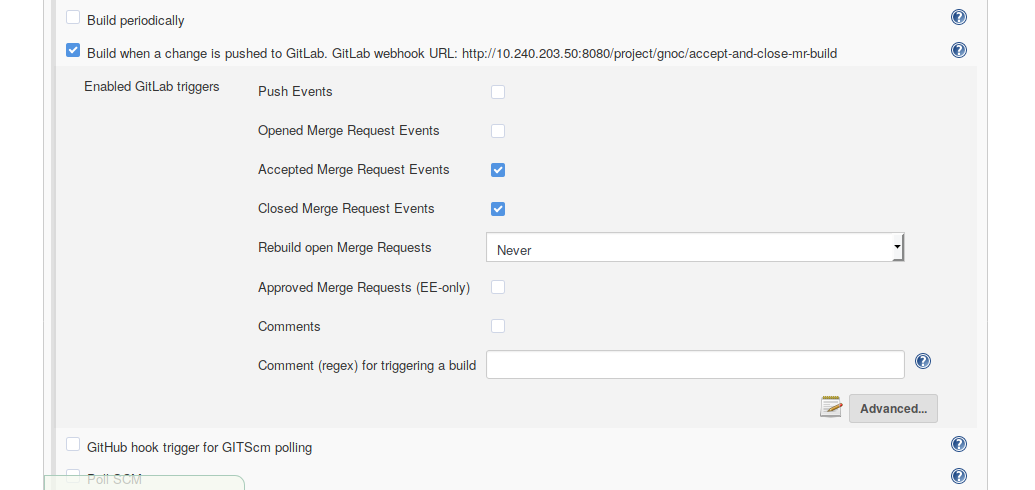 Build periodically
Build when a change is pushed to GitLab. GitLab webhook URL: http://10.240.203.50:8080/project/gnoc/accept-and-close-mr-build
Enabled GitLab triggers
Push Events
Opened Merge Request Events
Accepted Merge Request Events
Closed Merge Request Events
Rebuild open Merge Requests
Never
Approved Merge Requests (EE-only)
Comments
Comment (regex) for triggering a build
Advanced...
GitHub hook trigger for GITScm polling
Poll SCM